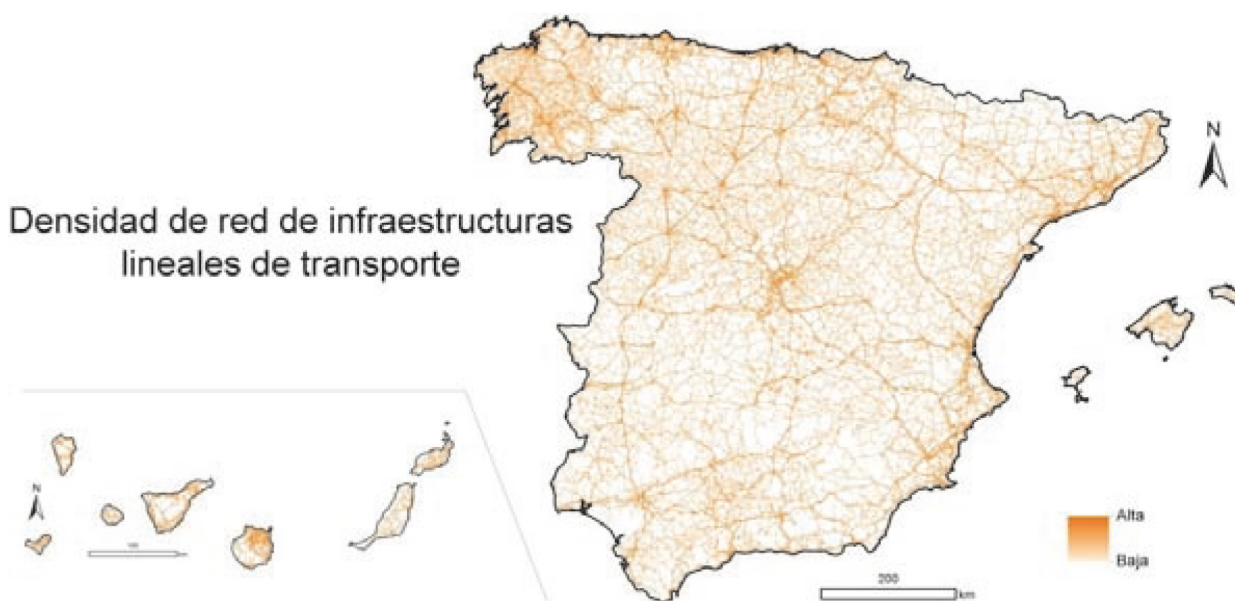 N
Densidad de red de infraestructuras
lineales de transporte
N
Alta
Baja
200
km